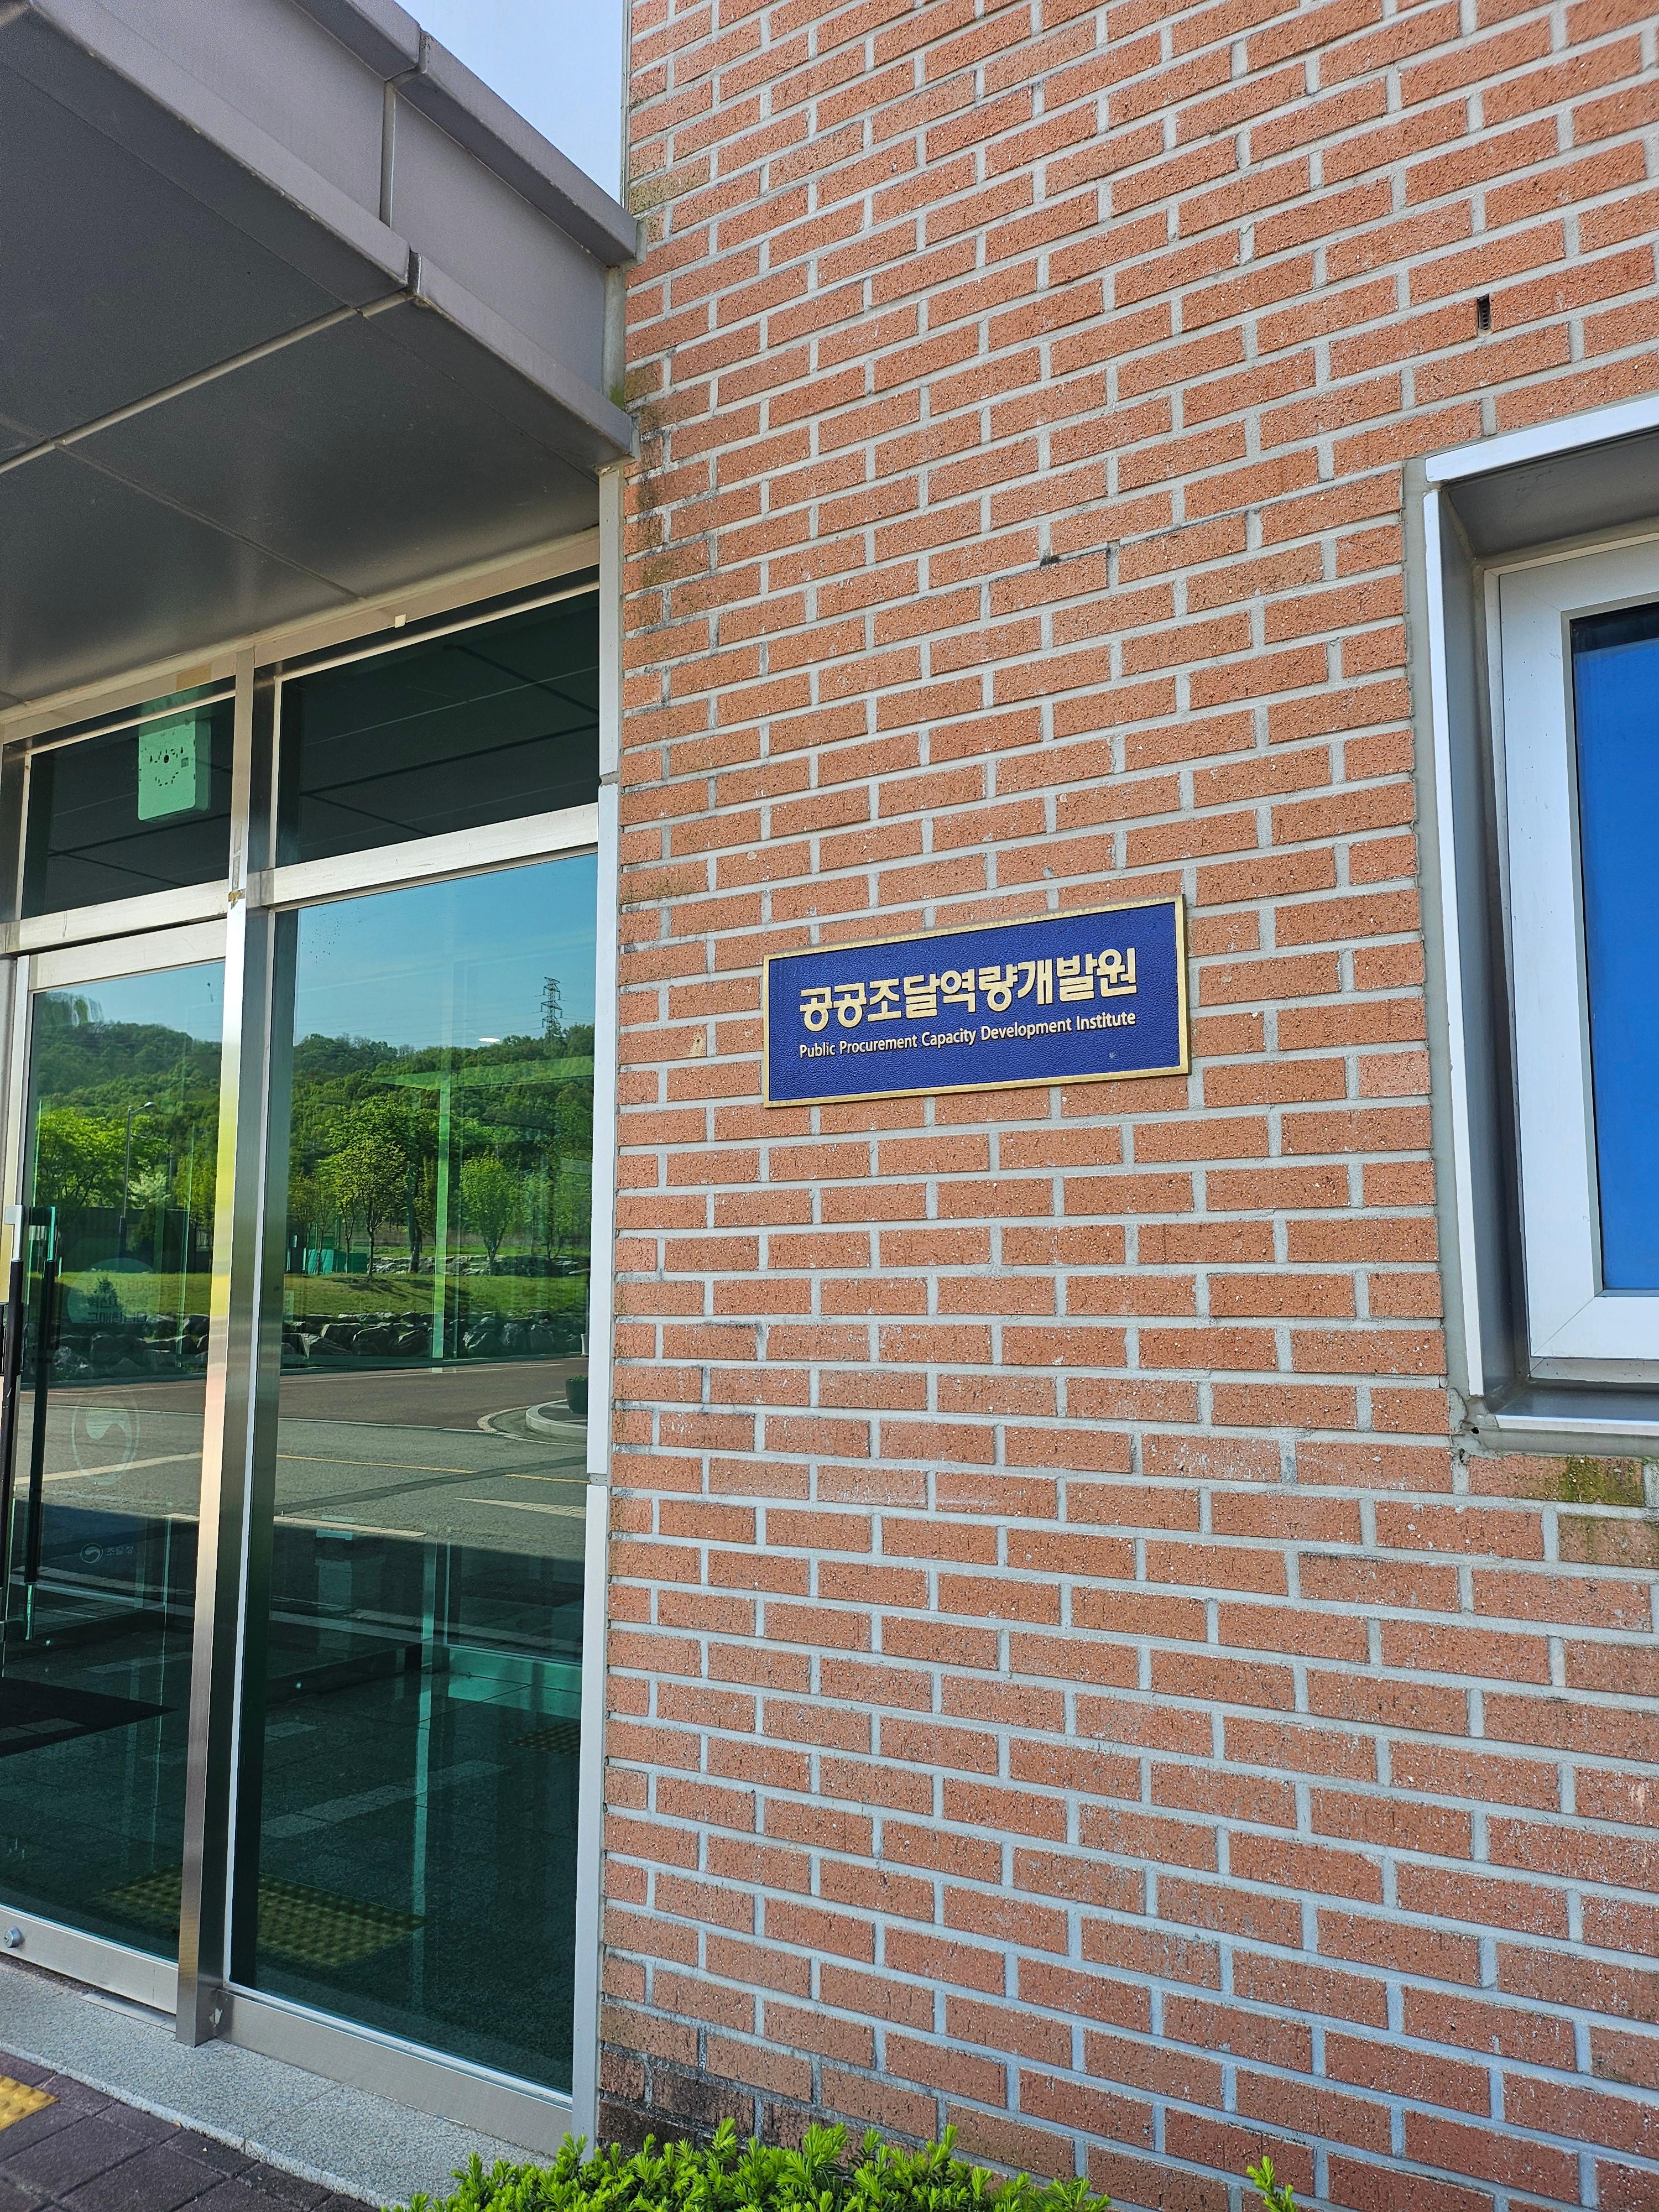 공공조달역량개발원
Public Procurement Capacity Development Institute